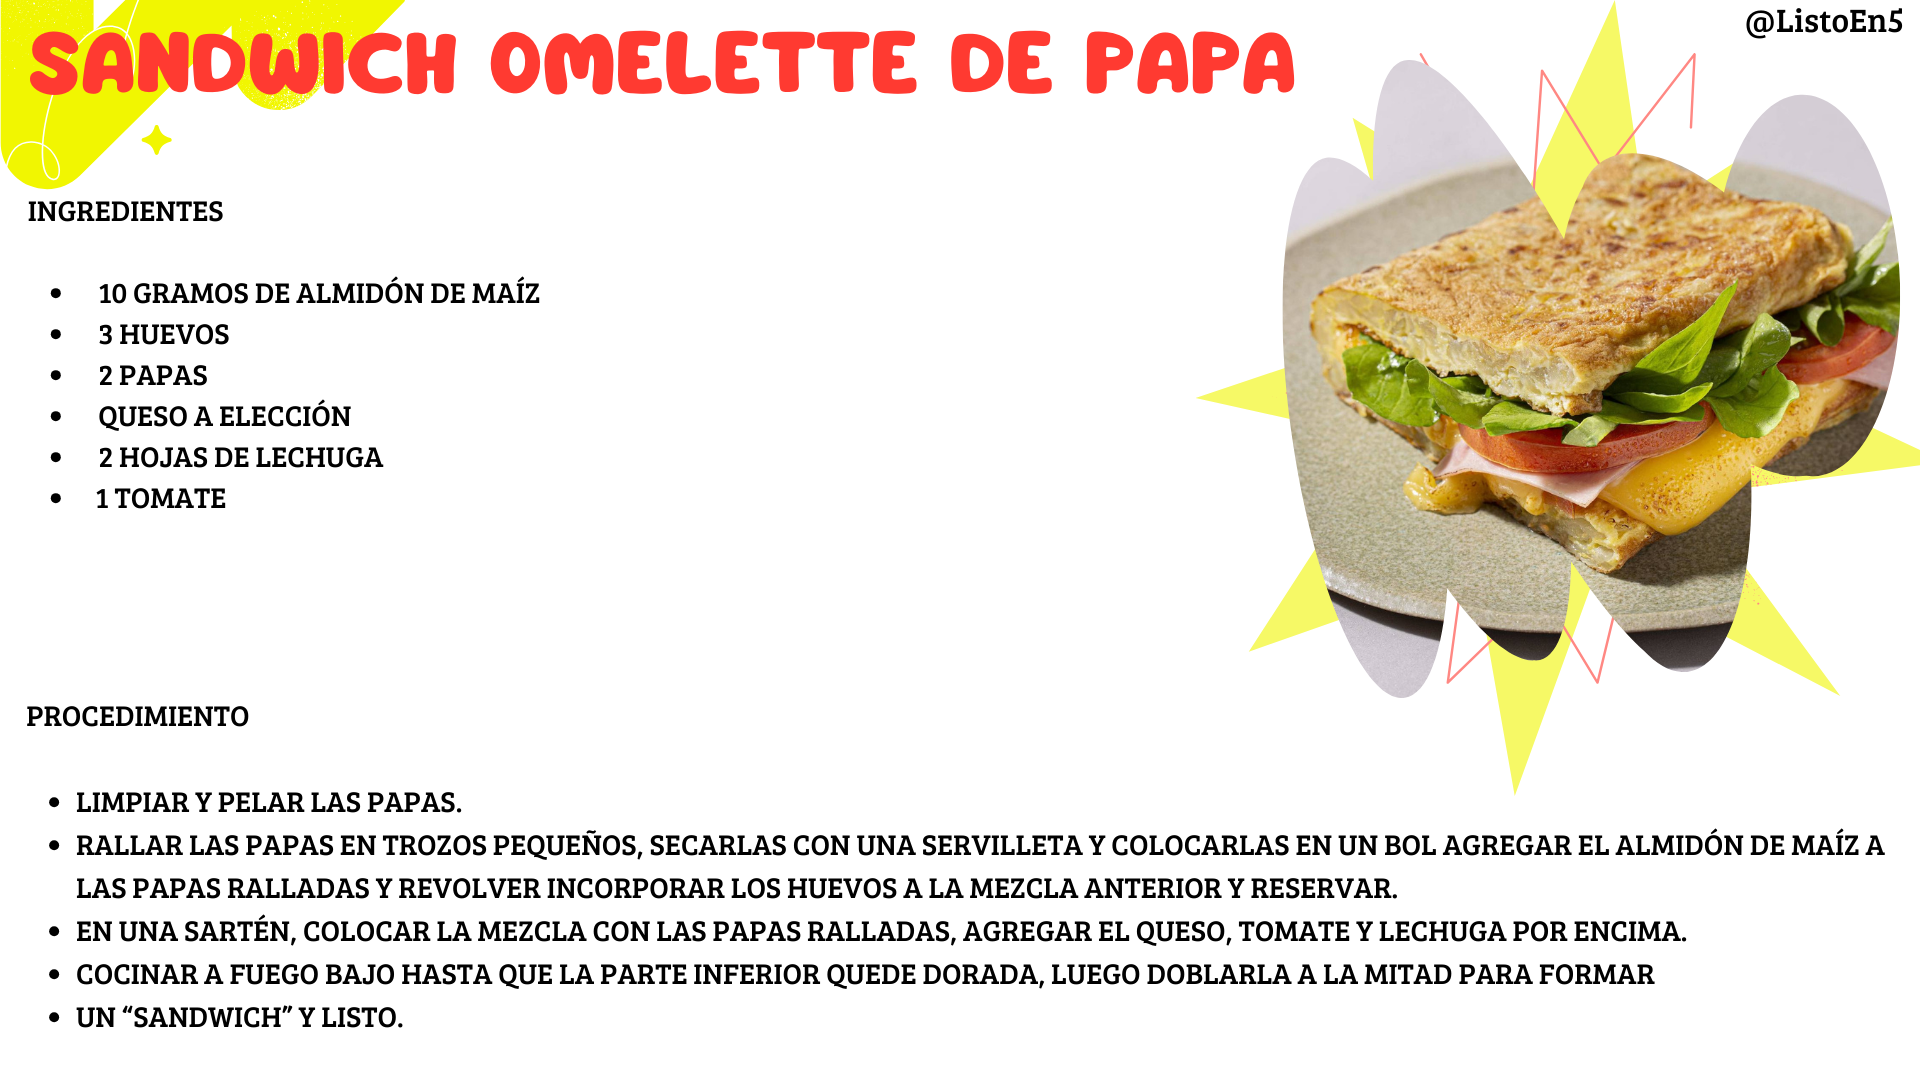 SANDWICH OMELETTE DE PAPA
@ListoEn5
INGREDIENTES
• 10 GRAMOS DE ALMIDÓN DE MAÍZ
• 3 HUEVOS
• 2 PAPAS
• QUESO A ELECCIÓN
• 2 HOJAS DE LECHUGA
• 1 TOMATE
PROCEDIMIENTO
• LIMPIAR Y PELAR LAS PAPAS.
• RALLAR LAS PAPAS EN TROZOS PEQUEÑOS, SECARLAS CON UNA SERVILLETA Y COLOCARLAS EN UN BOL AGREGAR EL ALMIDÓN DE MAÍZ A
LAS PAPAS RALLADAS Y REVOLVER INCORPORAR LOS HUEVOS A LA MEZCLA ANTERIOR Y RESERVAR.
• EN UNA SARTÉN, COLOCAR LA MEZCLA CON LAS PAPAS RALLADAS, AGREGAR EL QUESO, TOMATE Y LECHUGA POR ENCIMA.
• COCINAR A FUEGO BAJO HASTA QUE LA PARTE INFERIOR QUEDE DORADA, LUEGO DOBLARLA A LA MITAD PARA FORMAR
• UN “SANDWICH” Y LISTO.